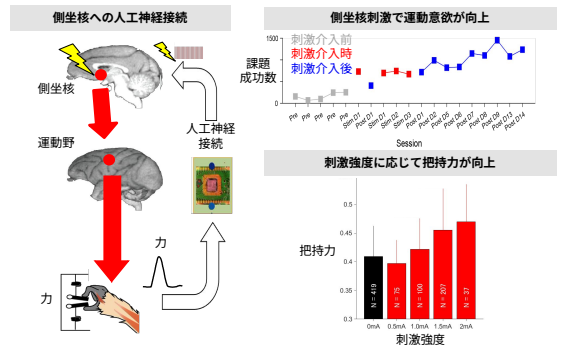 側坐核への人工神経接続
側坐核
運動野
人工神経
接続
力
力
側坐核刺激で運動意欲が向上
刺激介入前
刺激介入時
刺激介入後
課題
成功数
1500
0
Pre
Pre
Pre
Pre
Pre
Stim D1
Post D1
Stim D1
Stim D2
Stim D3
Post D1
Post D2
Post D5
Post D6
Post D7
Post D8
Post D9
Post D13
Post D14
Session
刺激強度に応じて把持力が向上
把持力
0.5
0.45
0.4
0.35
0.3
N = 419
N = 75
N = 100
N = 207
N = 37
0mA
0.5mA
1.0mA
1.5mA
2mA
刺激強度